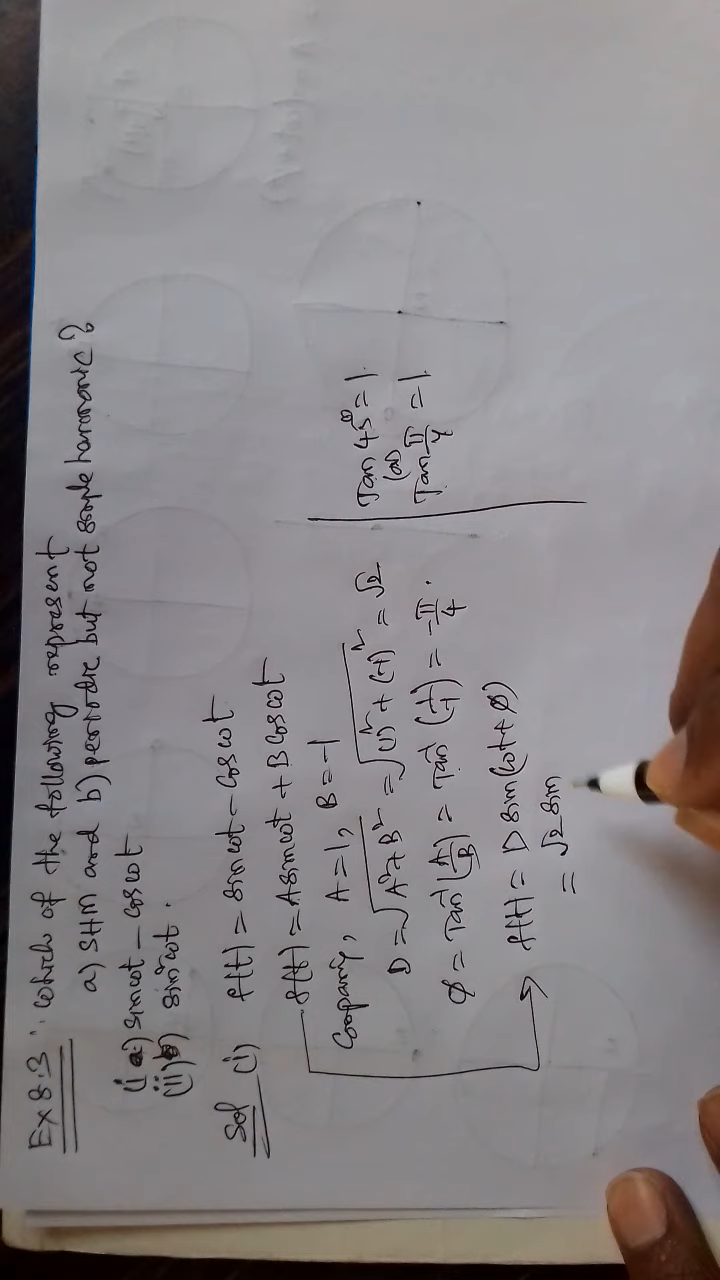 Ex 8.3 : which of the following represent
a) SHM and b) periodic but not simple harmonic?
(i) a) sinωt - cosωt
(ii) b) sin²ωt.
Sol (i) f(t) = sinωt - cosωt
f(t) = A sinωt + B cosωt
Comparing, A = 1, B = -1
D = √A²+B² = √(1)² + (-1)² = √2
φ = Tan⁻¹(A/B) = Tan⁻¹(1/-1) = -π/4.
f(t) = D sin(ωt + φ)
= √2 sin
Tan 45° = 1.
(or)
Tan π/4 = 1.